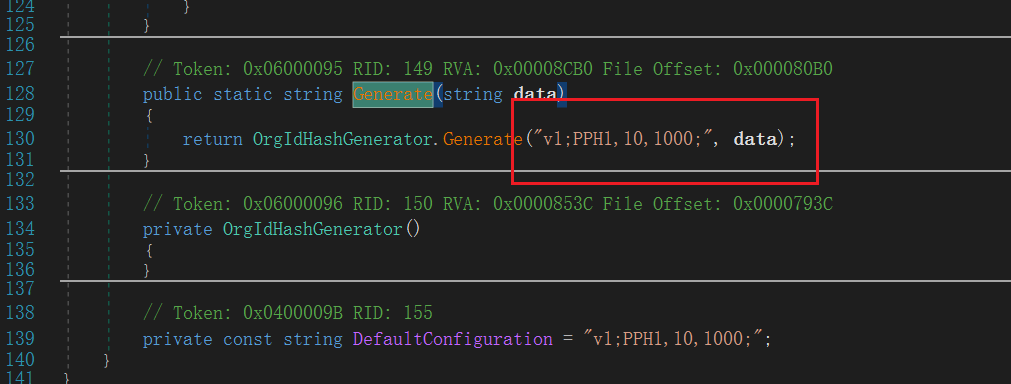 124 }
125 }
126
127 // Token: 0x06000095 RID: 149 RVA: 0x00008CB0 File Offset: 0x000080B0
128 public static string Generate(string data)
129 {
130 return OrgIdHashGenerator.Generate("v1;PPH1,10,1000;", data);
131 }
132
133 // Token: 0x06000096 RID: 150 RVA: 0x0000853C File Offset: 0x0000793C
134 private OrgIdHashGenerator()
135 {
136 }
137
138 // Token: 0x0400009B RID: 155
139 private const string DefaultConfiguration = "v1;PPH1,10,1000;";
140 }
141 }